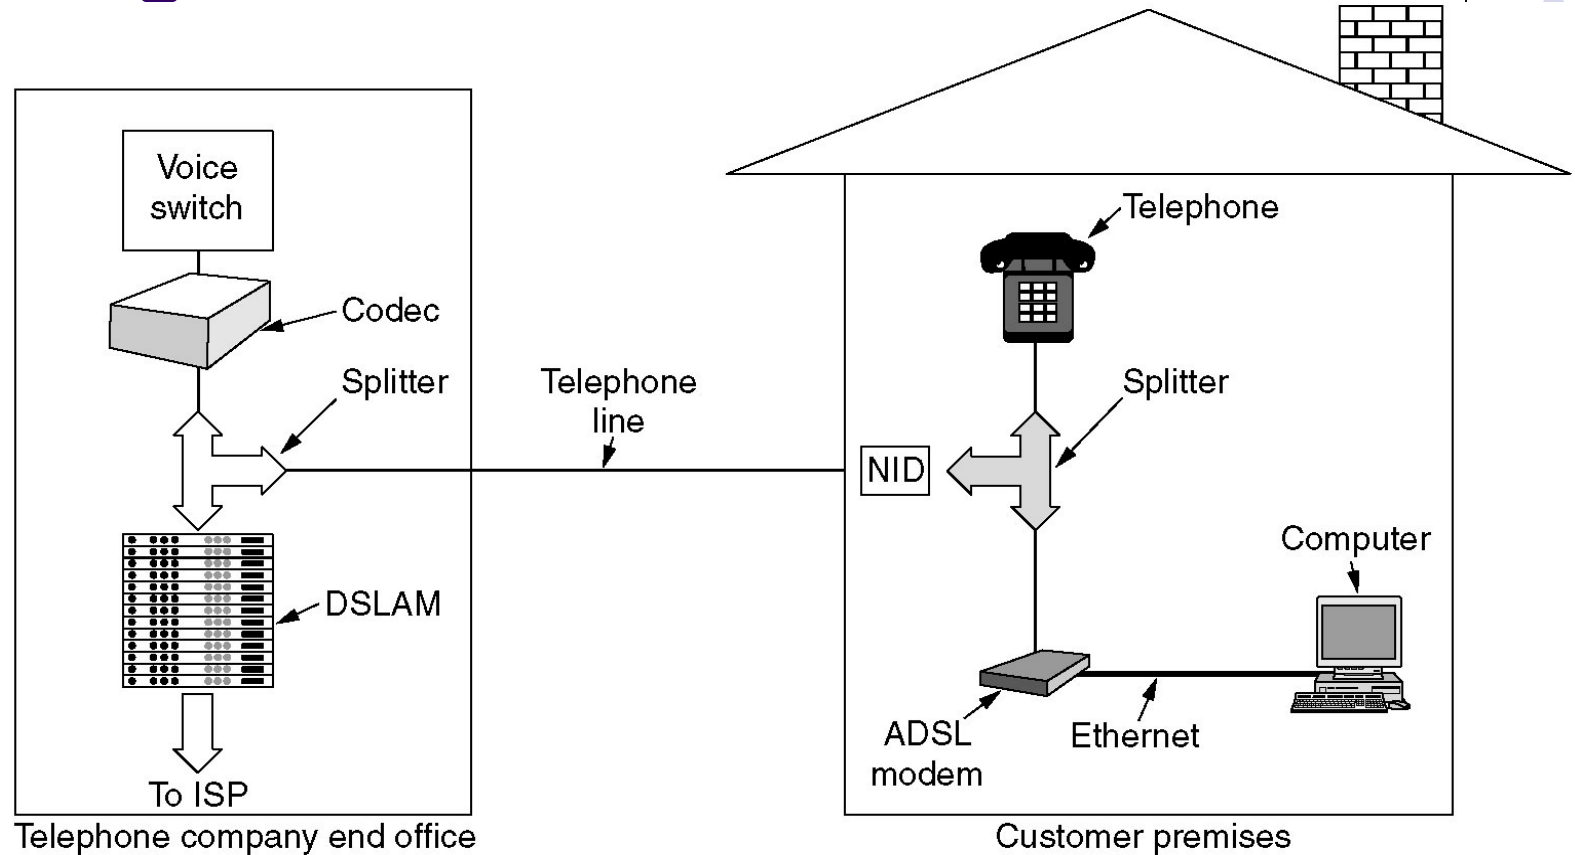 Voice
switch
Codec
Splitter
DSLAM
To ISP
Telephone company end office
Telephone
line
Telephone
Splitter
NID
Computer
ADSL
modem
Ethernet
Customer premises